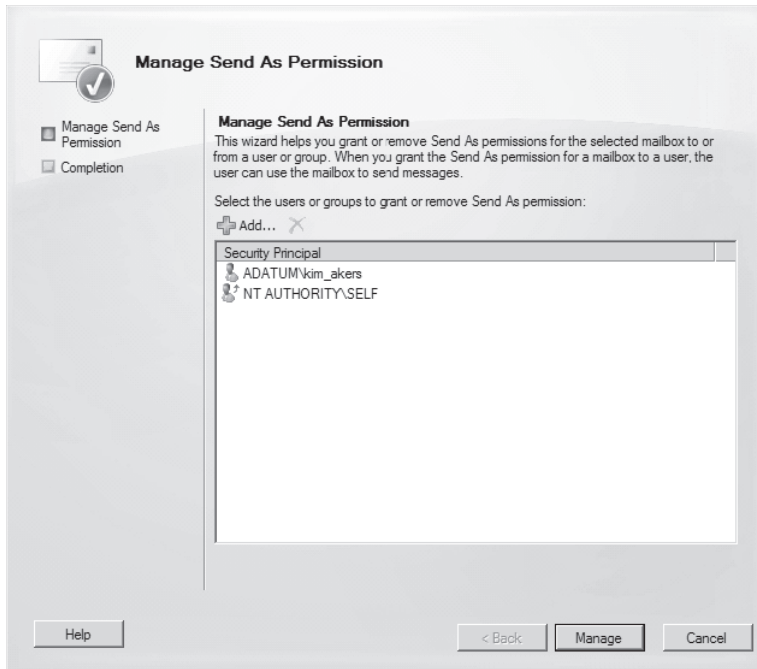 Manage Send As Permission
Manage Send As
Permission
Completion
Manage Send As Permission
This wizard helps you grant or remove Send As permissions for the selected mailbox to or
from a user or group. When you grant the Send As permission for a mailbox to a user, the
user can use the mailbox to send messages.
Select the users or groups to grant or remove Send As permission:
Add...
Security Principal
ADATUM\kim_akers
NT AUTHORITY\SELF
Help
< Back
Manage
Cancel